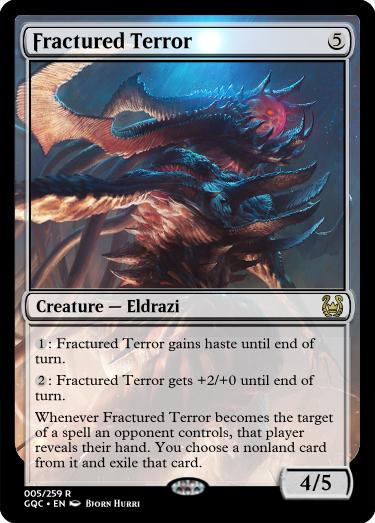 Fractured Terror 5
Creature — Eldrazi
1: Fractured Terror gains haste until end of
turn.
2: Fractured Terror gets +2/+0 until end of
turn.
Whenever Fractured Terror becomes the target
of a spell an opponent controls, that player
reveals their hand. You choose a nonland card
from it and exile that card.
4/5
005/259 R
GQC • EN Bjorn Hurri